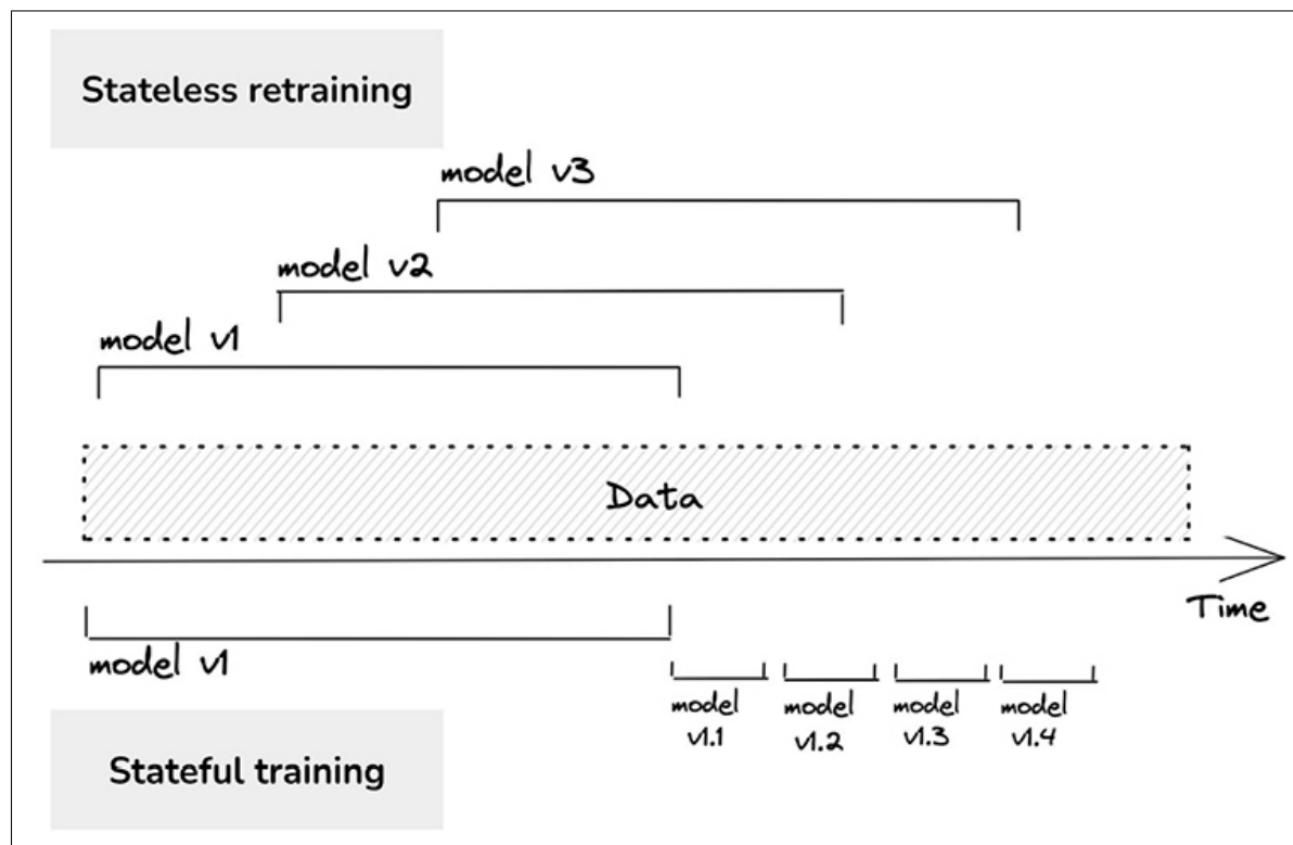 Stateless retraining
model v3
model v2
model v1
Data
Time
model v1
model
v1.1
model
v1.2
model
v1.3
model
v1.4
Stateful training